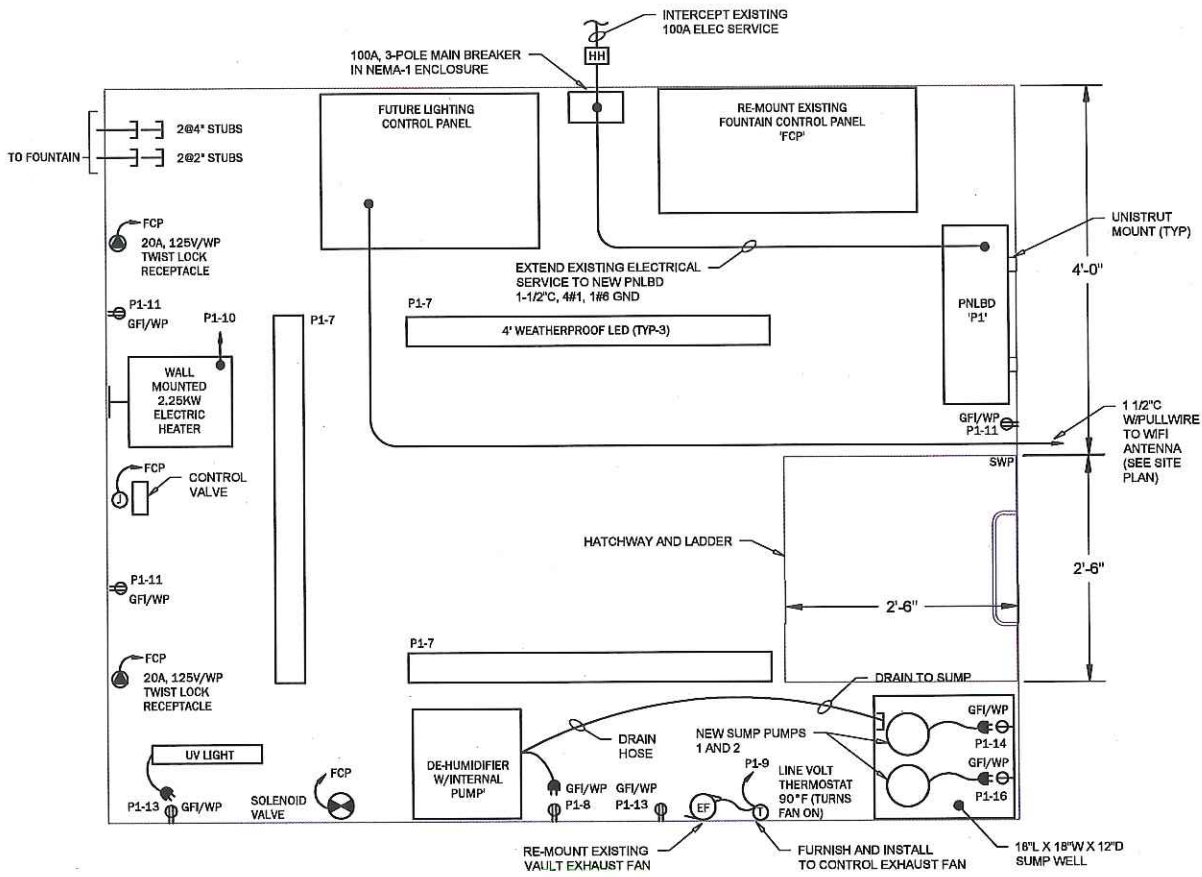 INTERCEPT EXISTING
100A ELEC SERVICE
HH
100A, 3-POLE MAIN BREAKER
IN NEMA-1 ENCLOSURE
FUTURE LIGHTING
CONTROL PANEL
RE-MOUNT EXISTING
FOUNTAIN CONTROL PANEL
'FCP'
TO FOUNTAIN
2@4" STUBS
2@2" STUBS
FCP
20A, 125V/WP
TWIST LOCK
RECEPTACLE
UNISTRUT
MOUNT (TYP)
4'-0"
EXTEND EXISTING ELECTRICAL
SERVICE TO NEW PNLBD
1-1/2"C, 4#1, 1#6 GND
PNLBD
'P1'
P1-11
GFI/WP
P1-10
P1-7
P1-7
4' WEATHERPROOF LED (TYP-3)
WALL
MOUNTED
2.25KW
ELECTRIC
HEATER
GFI/WP
P1-11
1 1/2"C
W/PULLWIRE
TO WIFI
ANTENNA
(SEE SITE
PLAN)
SWP
FCP
J
CONTROL
VALVE
HATCHWAY AND LADDER
2'-6"
2'-6"
P1-11
GFI/WP
P1-7
FCP
20A, 125V/WP
TWIST LOCK
RECEPTACLE
DRAIN TO SUMP
DRAIN
HOSE
NEW SUMP PUMPS
1 AND 2
GFI/WP
P1-14
GFI/WP
P1-16
UV LIGHT
P1-13
GFI/WP
SOLENOID
VALVE
FCP
DE-HUMIDIFIER
W/INTERNAL
PUMP'
GFI/WP
P1-8
GFI/WP
P1-13
EF
P1-9
T
LINE VOLT
THERMOSTAT
90°F (TURNS
FAN ON)
RE-MOUNT EXISTING
VAULT EXHAUST FAN
FURNISH AND INSTALL
TO CONTROL EXHAUST FAN
18"L X 18"W X 12"D
SUMP WELL